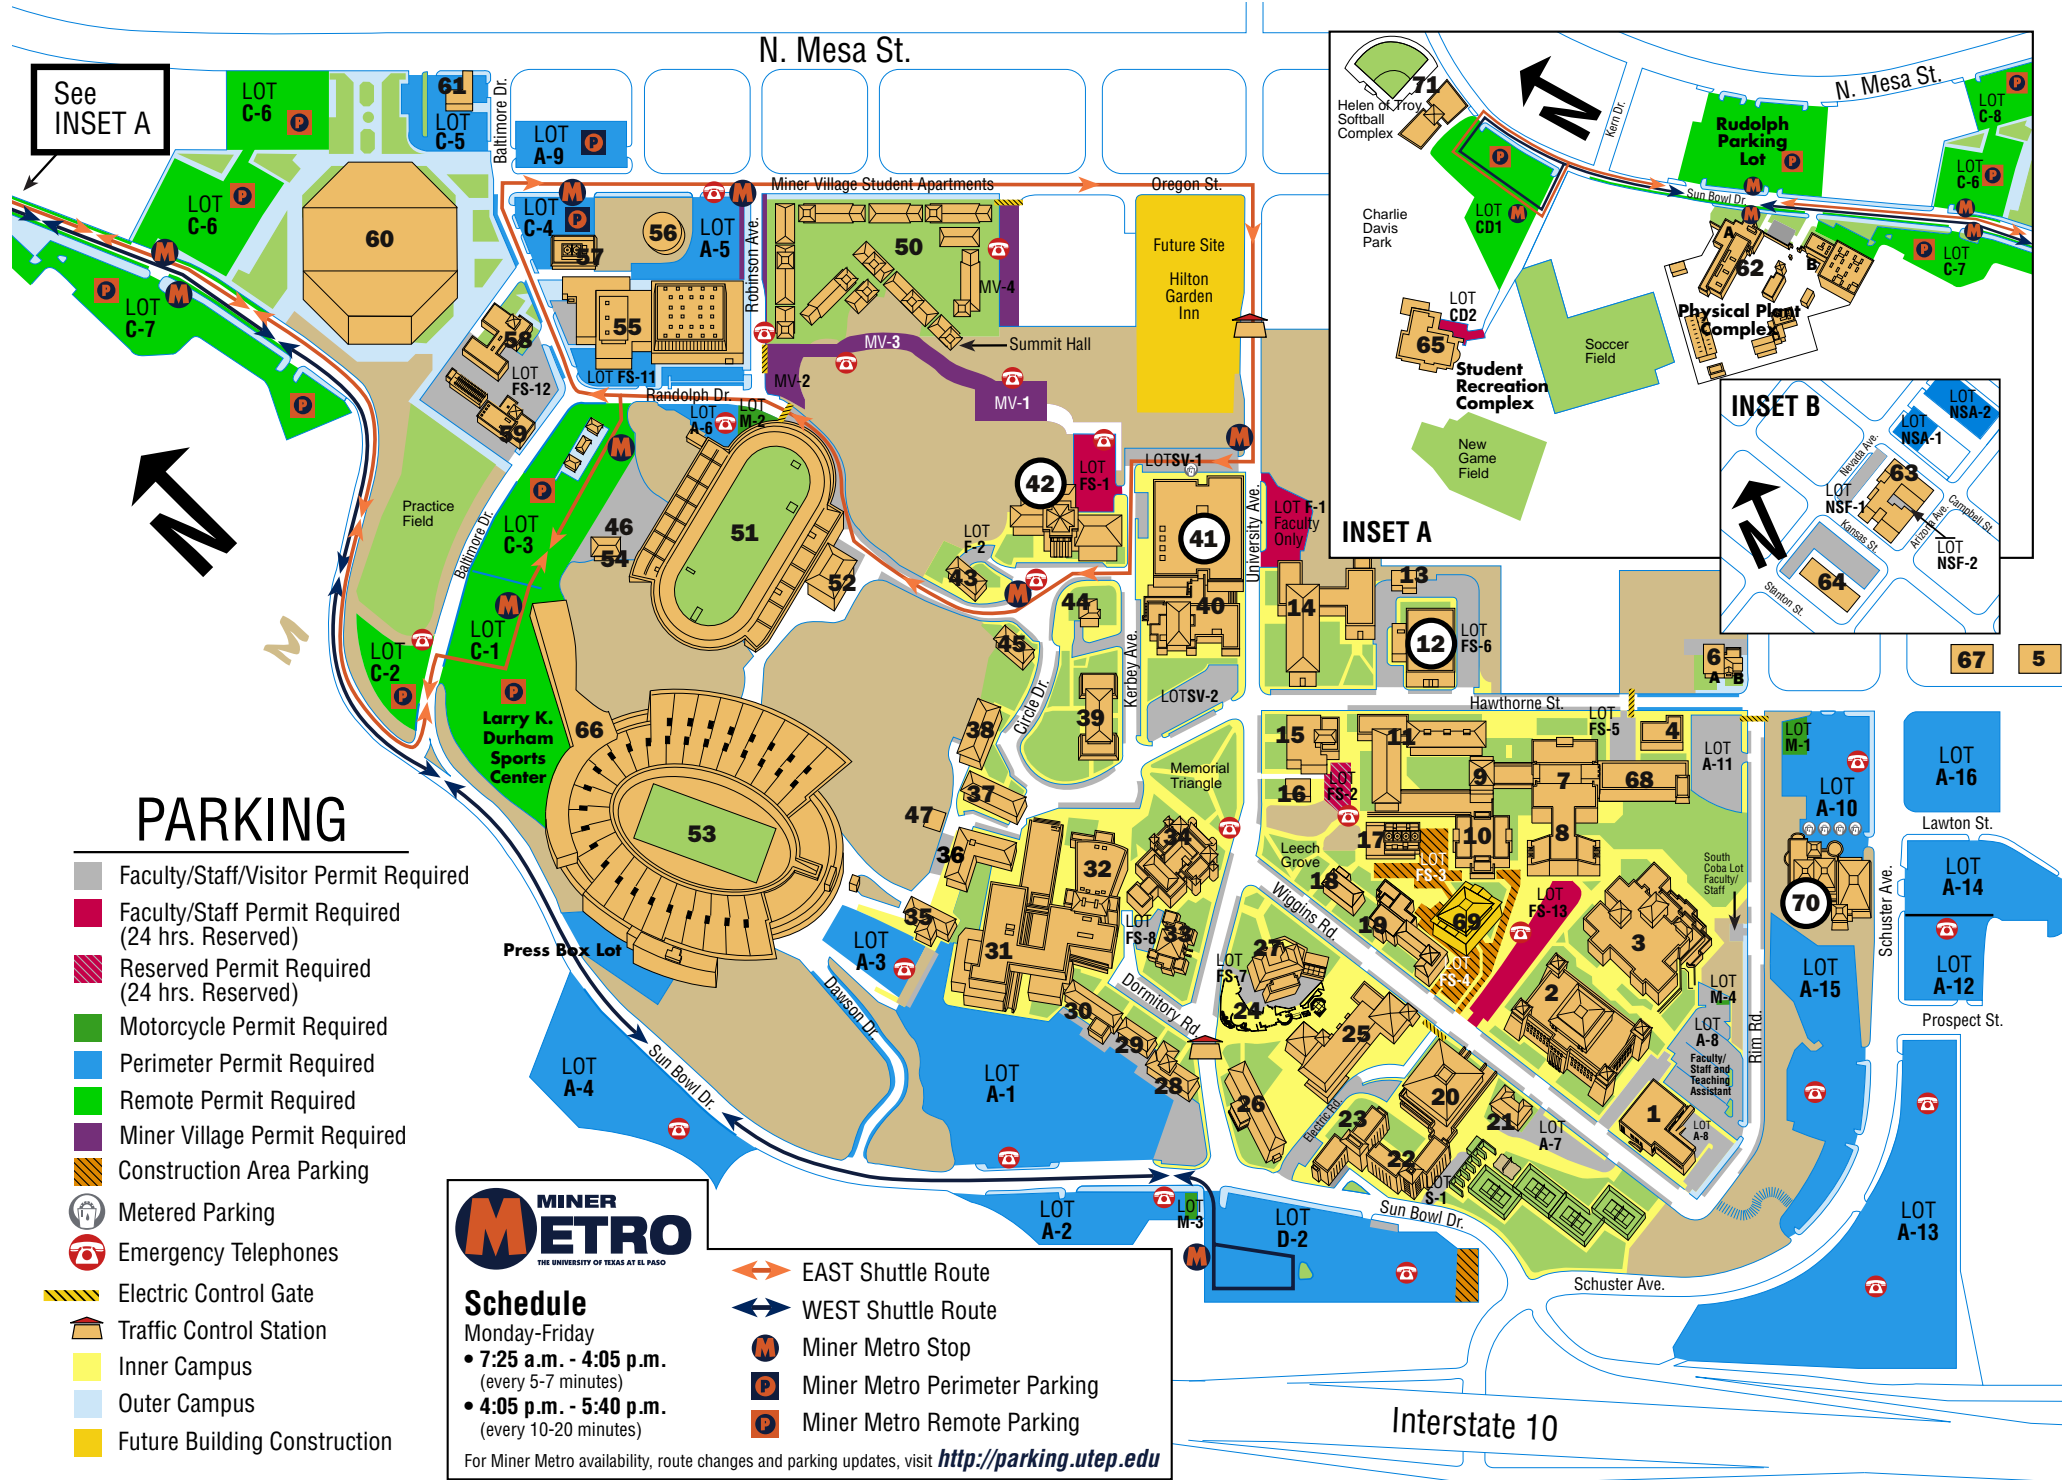 N. Mesa St.
See
INSET A
LOT
C-6
61
LOT
C-5
Baltimore Dr.
LOT
A-9
LOT
C-6
60
LOT
C-7
Miner Village Student Apartments
Oregon St.
LOT
C-4
57
56
LOT
A-5
Robinson Ave.
50
MV-4
55
58
LOT
FS-12
59
LOT FS-11
Randolph Dr.
LOT
A-6
LOT
M-2
MV-2
MV-3
MV-1
Summit Hall
Future Site
Hilton
Garden
Inn
Practice
Field
Baltimore Dr.
LOT
C-3
46
54
51
52
LOT
F-2
43
42
LOT
FS-1
LOTSV-1
41
University Ave.
LOT F-1
Faculty
Only
M
LOT
C-2
LOT
C-1
Larry K.
Durham
Sports
Center
66
53
44
45
40
Kerbey Ave.
Circle Dr.
39
38
37
LOTSV-2
14
13
12
LOT
FS-6
Hawthorne St.
LOT
FS-5
6
A
B
67
5
15
11
4
LOT
A-11
LOT
M-1
LOT
A-10
LOT
A-16
Lawton St.
Memorial
Triangle
16
LOT
FS-2
9
7
68
47
36
32
34
17
LOT
FS-3
10
8
Leech
Grove
18
Wiggins Rd.
19
69
LOT
FS-13
LOT
FS-4
South
Coba Lot
Faculty/
Staff
70
Schuster Ave.
LOT
A-14
LOT
A-12
Prospect St.
Press Box Lot
35
LOT
A-3
31
LOT
FS-8
33
LOT
FS-7
27
24
3
2
LOT
M-4
LOT
A-8
Faculty/
Staff and
Teaching
Assistant
Rim Rd.
LOT
A-15
Dawson Dr.
Dormitory Rd.
30
29
28
25
LOT
A-4
Sun Bowl Dr.
LOT
A-1
26
Electric Rd.
23
20
21
LOT
A-7
1
LOT
A-8
22
LOT
S-1
Sun Bowl Dr.
LOT
A-2
LOT
M-3
LOT
D-2
LOT
A-13
Schuster Ave.
Interstate 10
N
PARKING
Faculty/Staff/Visitor Permit Required
Faculty/Staff Permit Required
(24 hrs. Reserved)
Reserved Permit Required
(24 hrs. Reserved)
Motorcycle Permit Required
Perimeter Permit Required
Remote Permit Required
Miner Village Permit Required
Construction Area Parking
Metered Parking
Emergency Telephones
Electric Control Gate
Traffic Control Station
Inner Campus
Outer Campus
Future Building Construction
MINER
METRO
THE UNIVERSITY OF TEXAS AT EL PASO
Schedule
Monday-Friday
• 7:25 a.m. - 4:05 p.m.
(every 5-7 minutes)
• 4:05 p.m. - 5:40 p.m.
(every 10-20 minutes)
EAST Shuttle Route
WEST Shuttle Route
M Miner Metro Stop
P Miner Metro Perimeter Parking
P Miner Metro Remote Parking
For Miner Metro availability, route changes and parking updates, visit http://parking.utep.edu
71
Helen of Troy
Softball
Complex
N
Kern Dr.
N. Mesa St.
Rudolph
Parking
Lot
LOT
C-8
LOT
C-6
Sun Bowl Dr.
LOT
CD1
Charlie
Davis
Park
A
62
B
LOT
C-7
Physical Plant
Complex
LOT
CD2
65
Student
Recreation
Complex
Soccer
Field
New
Game
Field
INSET A
INSET B
LOT
NSA-2
LOT
NSA-1
Nevada Ave.
63
LOT
NSF-1
Campbell St.
Arizona Ave.
Kansas St.
LOT
NSF-2
N
64
Stanton St.